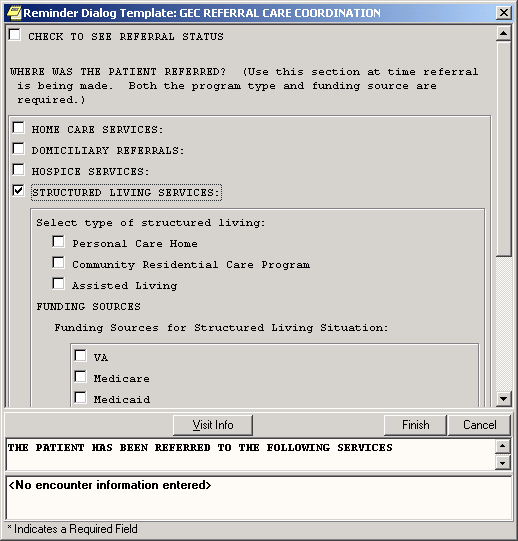 Reminder Dialog Template: GEC REFERRAL CARE COORDINATION
CHECK TO SEE REFERRAL STATUS
WHERE WAS THE PATIENT REFERRED? (Use this section at time referral
is being made. Both the program type and funding source are
required.)
HOME CARE SERVICES:
DOMICILIARY REFERRALS:
HOSPICE SERVICES:
STRUCTURED LIVING SERVICES:
Select type of structured living:
Personal Care Home
Community Residential Care Program
Assisted Living
FUNDING SOURCES
Funding Sources for Structured Living Situation:
VA
Medicare
Medicaid
Visit Info Finish Cancel
THE PATIENT HAS BEEN REFERRED TO THE FOLLOWING SERVICES
<No encounter information entered>
* Indicates a Required Field